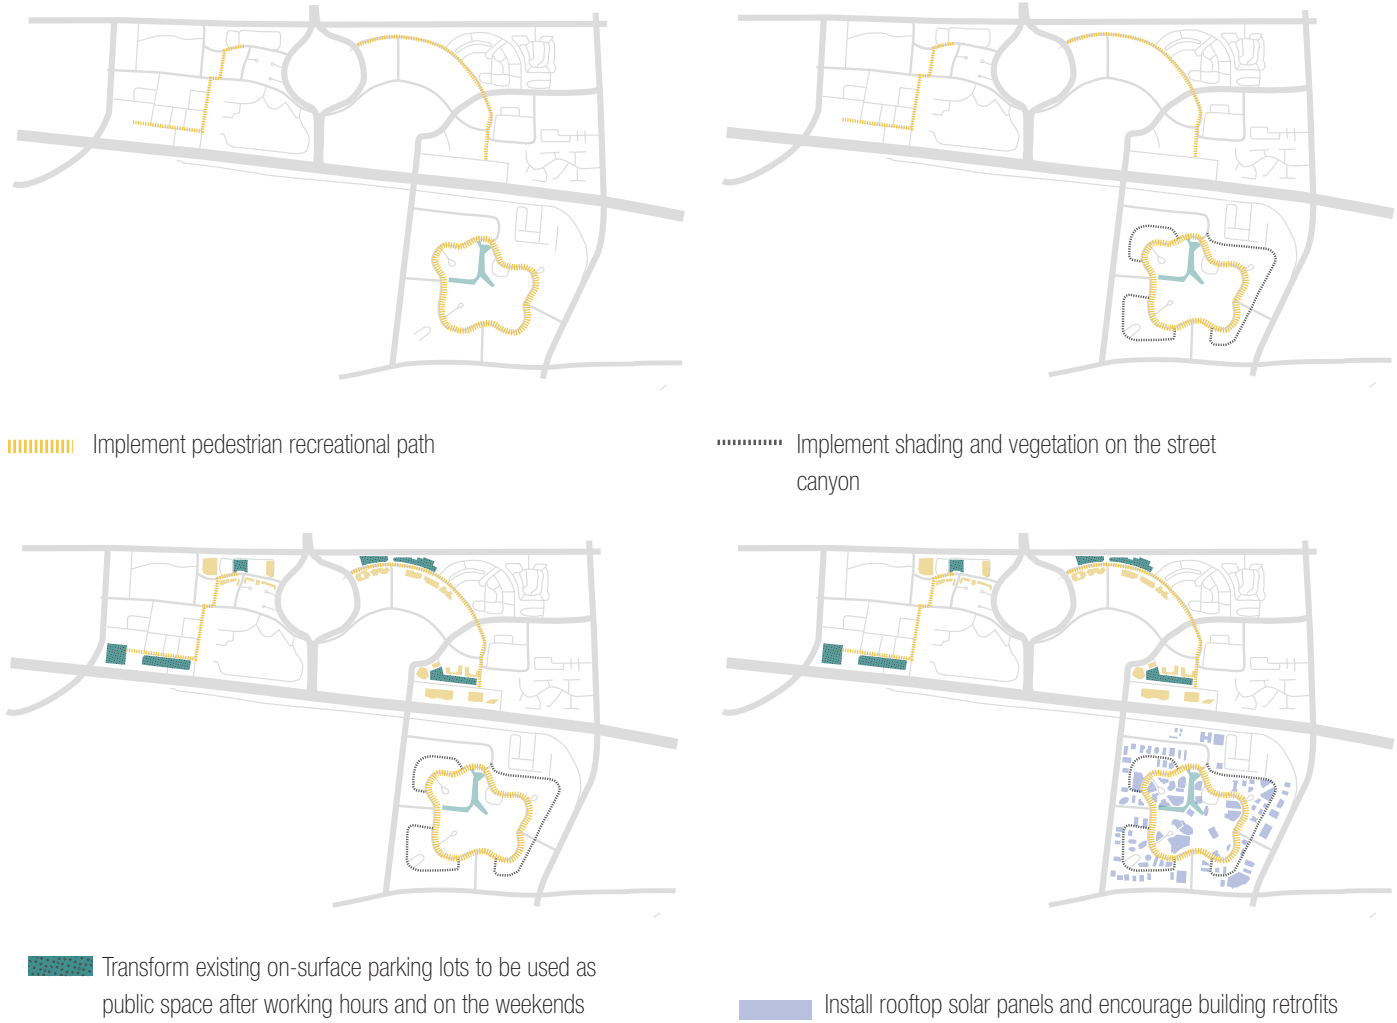 Implement pedestrian recreational path
Implement shading and vegetation on the street
canyon
Transform existing on-surface parking lots to be used as
public space after working hours and on the weekends
Install rooftop solar panels and encourage building retrofits